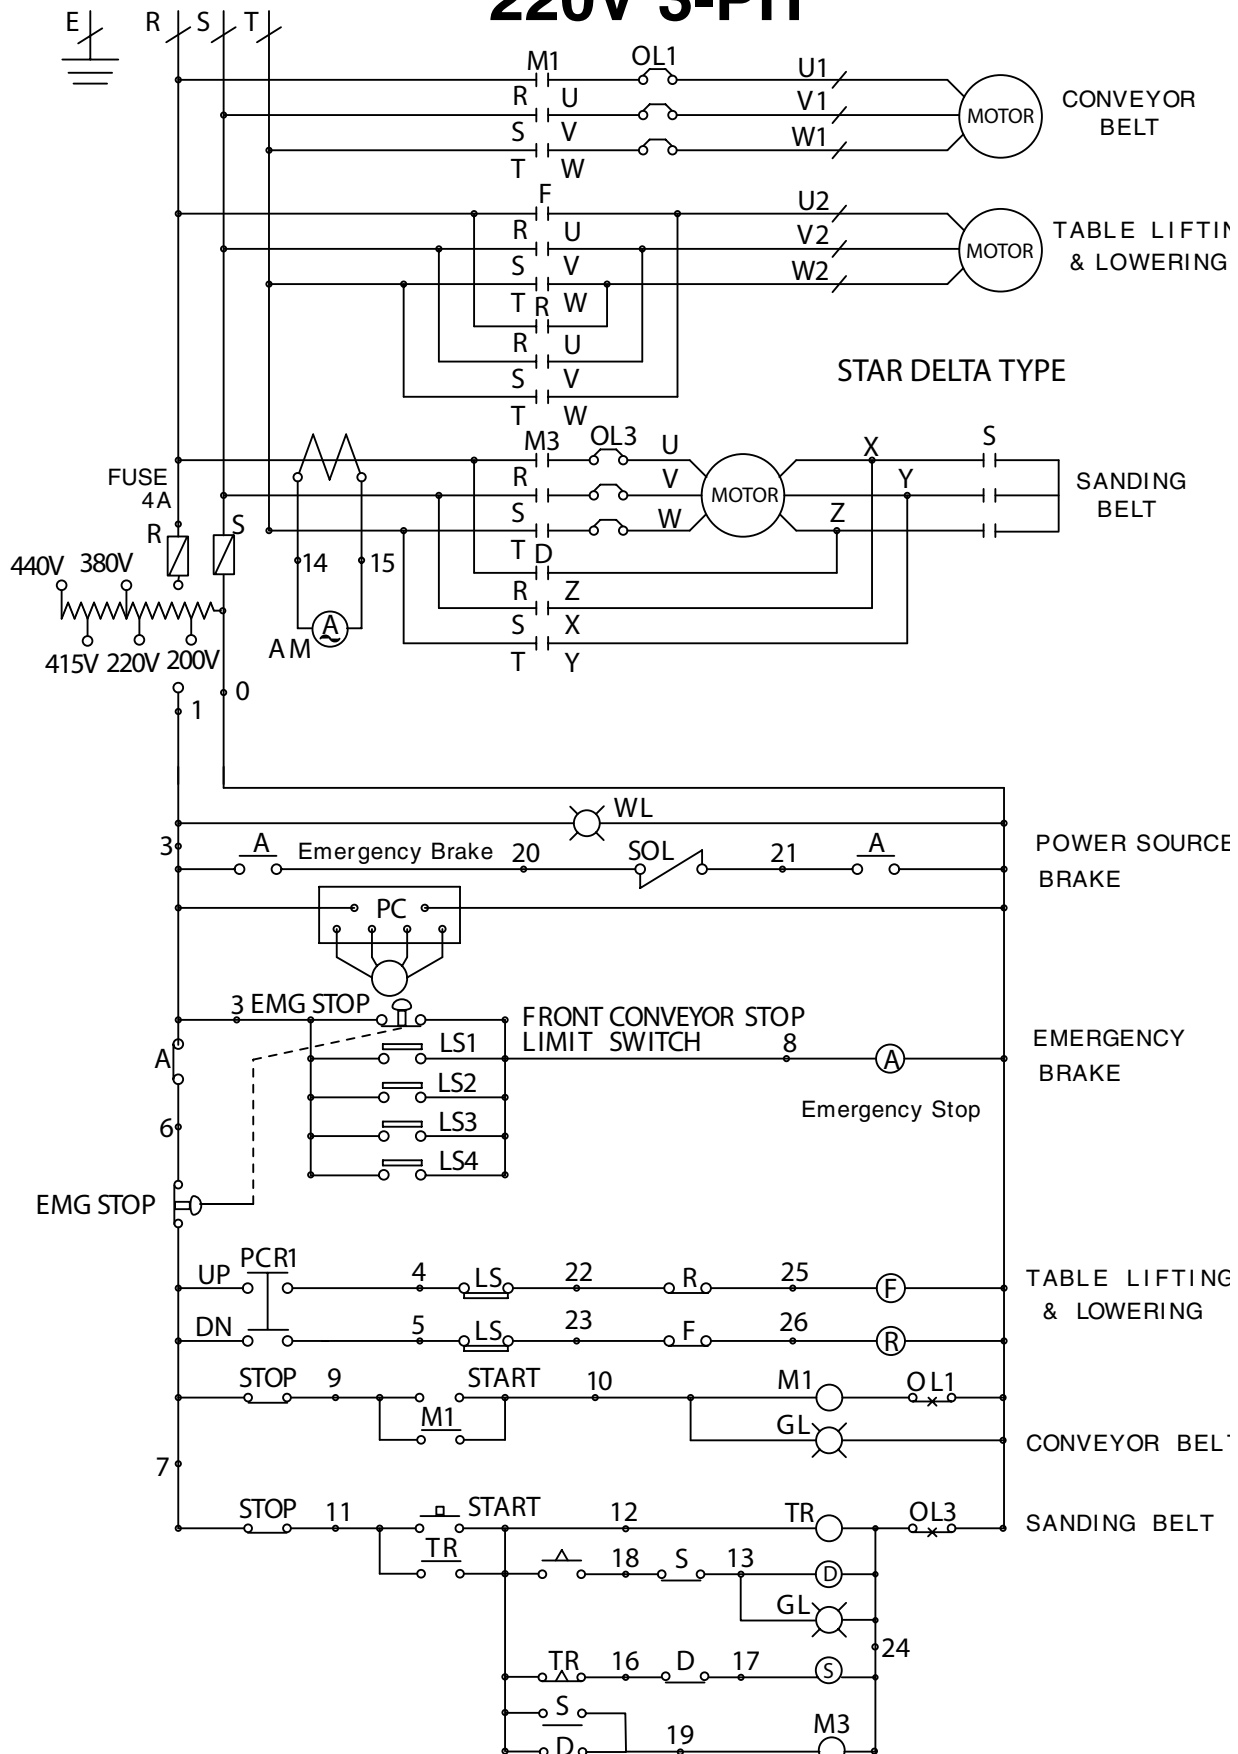 220V 3-PH
E R S T
M1 OL1 U1
R U V1 MOTOR CONVEYOR
S V W1 BELT
T W
F U2
R U V2 MOTOR TABLE LIFTIN
S V W2 & LOWERING
T R W
R U
S V STAR DELTA TYPE
T W
M3 OL3 U X S
FUSE R V MOTOR Y SANDING
4A S W Z BELT
R S T D
440V 380V 14 15
R Z
A S X
AM
415V 220V 200V T Y
1 0
WL
3 A Emergency Brake 20 SOL 21 A POWER SOURCE
BRAKE
PC
3 EMG STOP FRONT CONVEYOR STOP
LS1 LIMIT SWITCH 8 A EMERGENCY
A BRAKE
LS2 Emergency Stop
6 LS3
LS4
EMG STOP
UP PCR1 4 LS 22 R 25 F TABLE LIFTING
DN 5 LS 23 F 26 R & LOWERING
STOP 9 START 10 M1 OL1
M1 GL CONVEYOR BEL
7
STOP 11 START 12 TR OL3 SANDING BELT
TR 18 S 13 D
GL
24
TR 16 D 17 S
S
D 19 M3